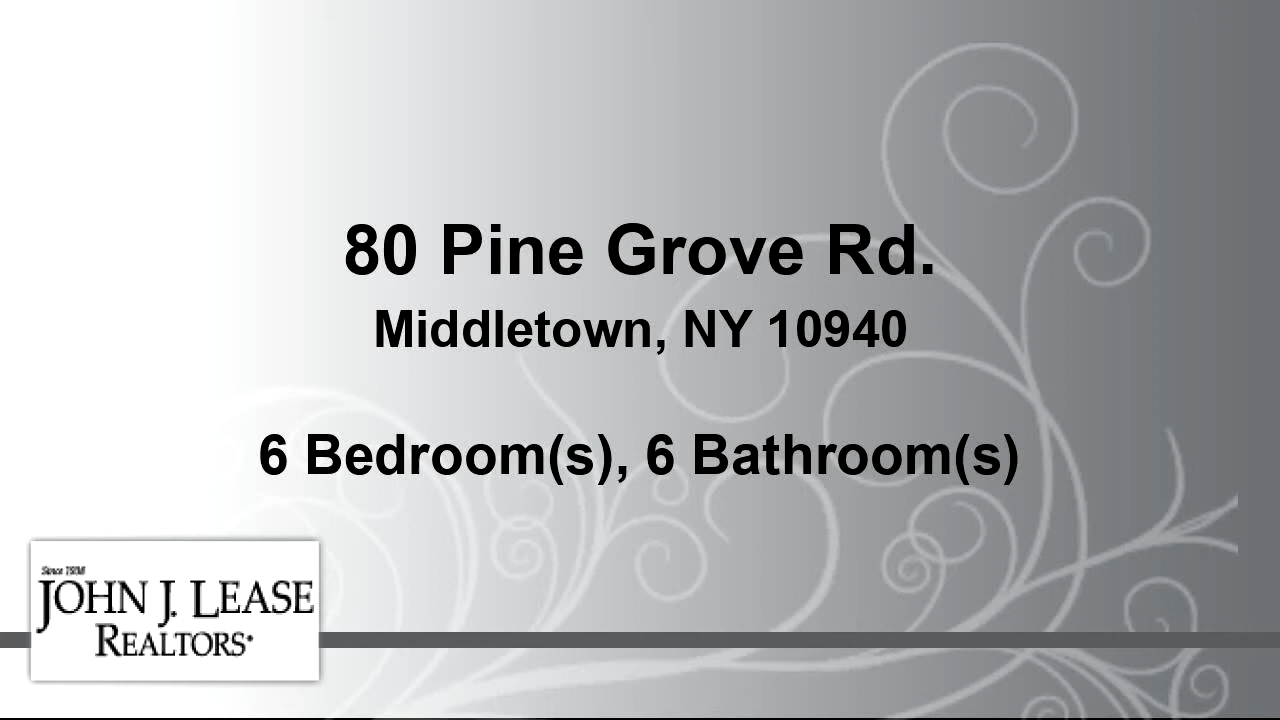 80 Pine Grove Rd.
Middletown, NY 10940
6 Bedroom(s), 6 Bathroom(s)
JOHN J. LEASE
REALTORS